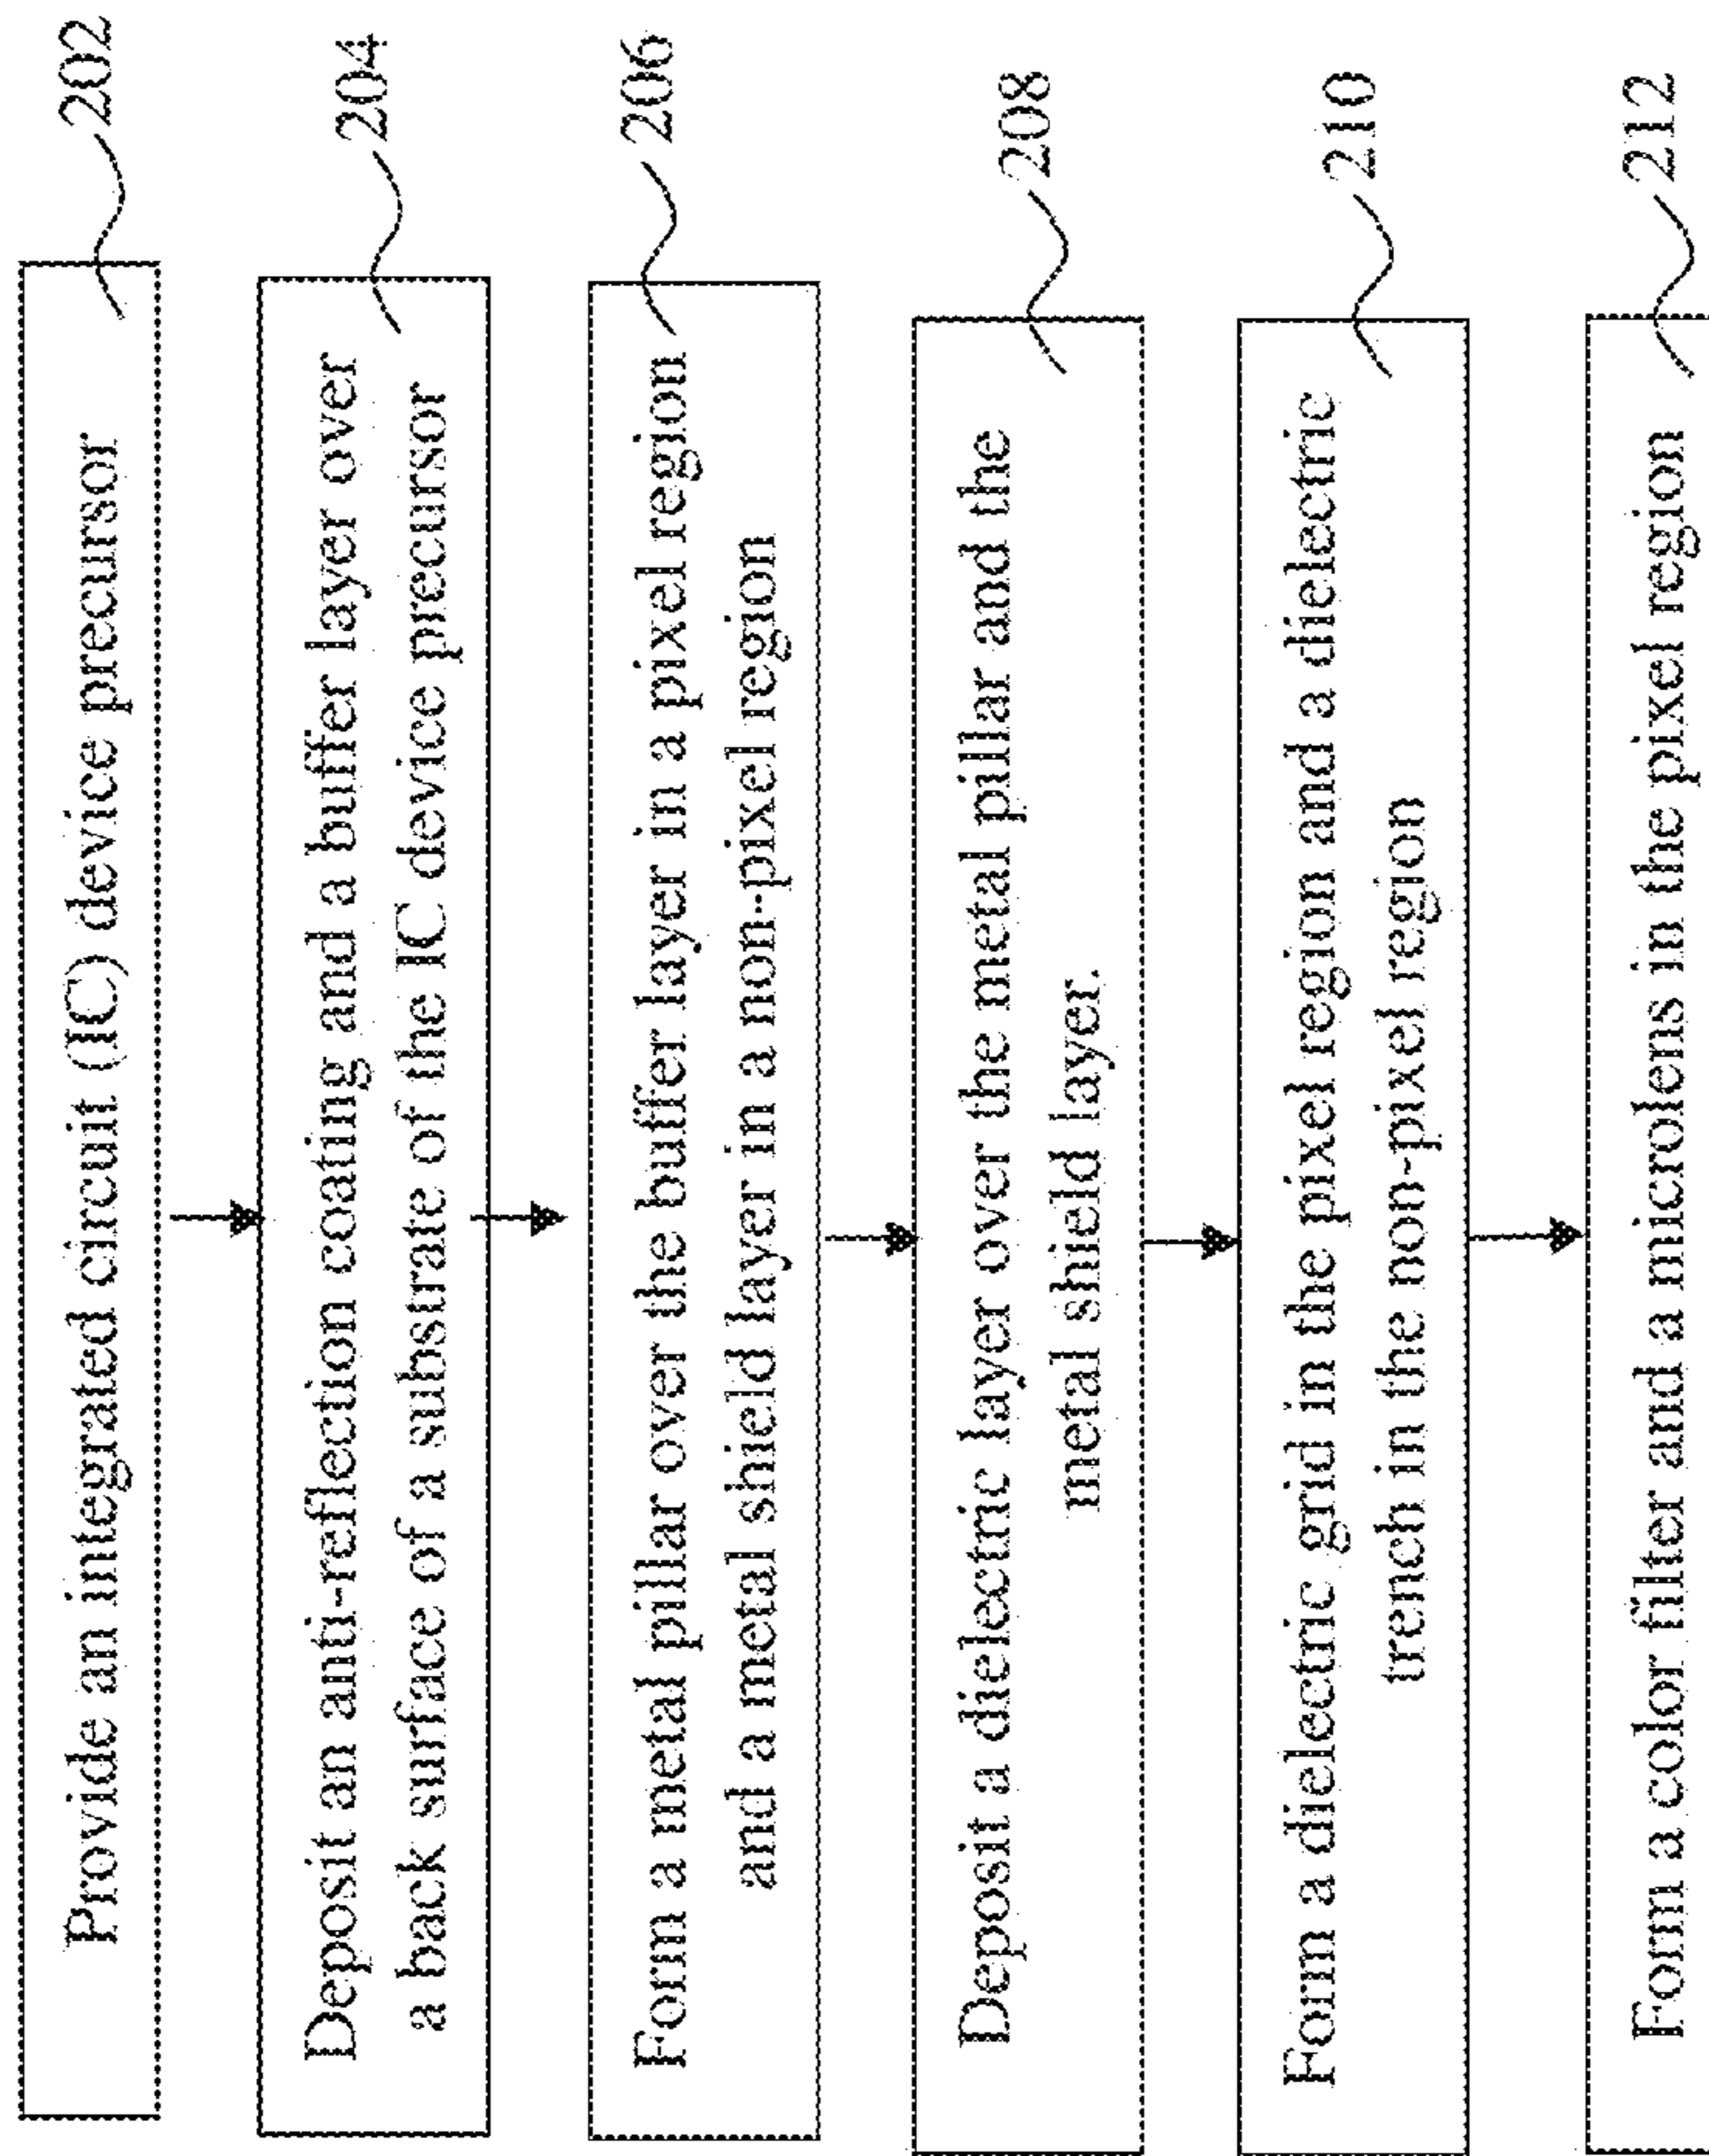 Provide an integrated circuit (IC) device precursor
202
Deposit an anti-reflection coating and a buffer layer over
a back surface of a substrate of the IC device precursor
204
Form a metal pillar over the buffer layer in a pixel region
and a metal shield layer in a non-pixel region
206
Deposit a dielectric layer over the metal pillar and the
metal shield layer.
208
Form a dielectric grid in the pixel region and a dielectric
trench in the non-pixel region
210
Form a color filter and a microlens in the pixel region
212